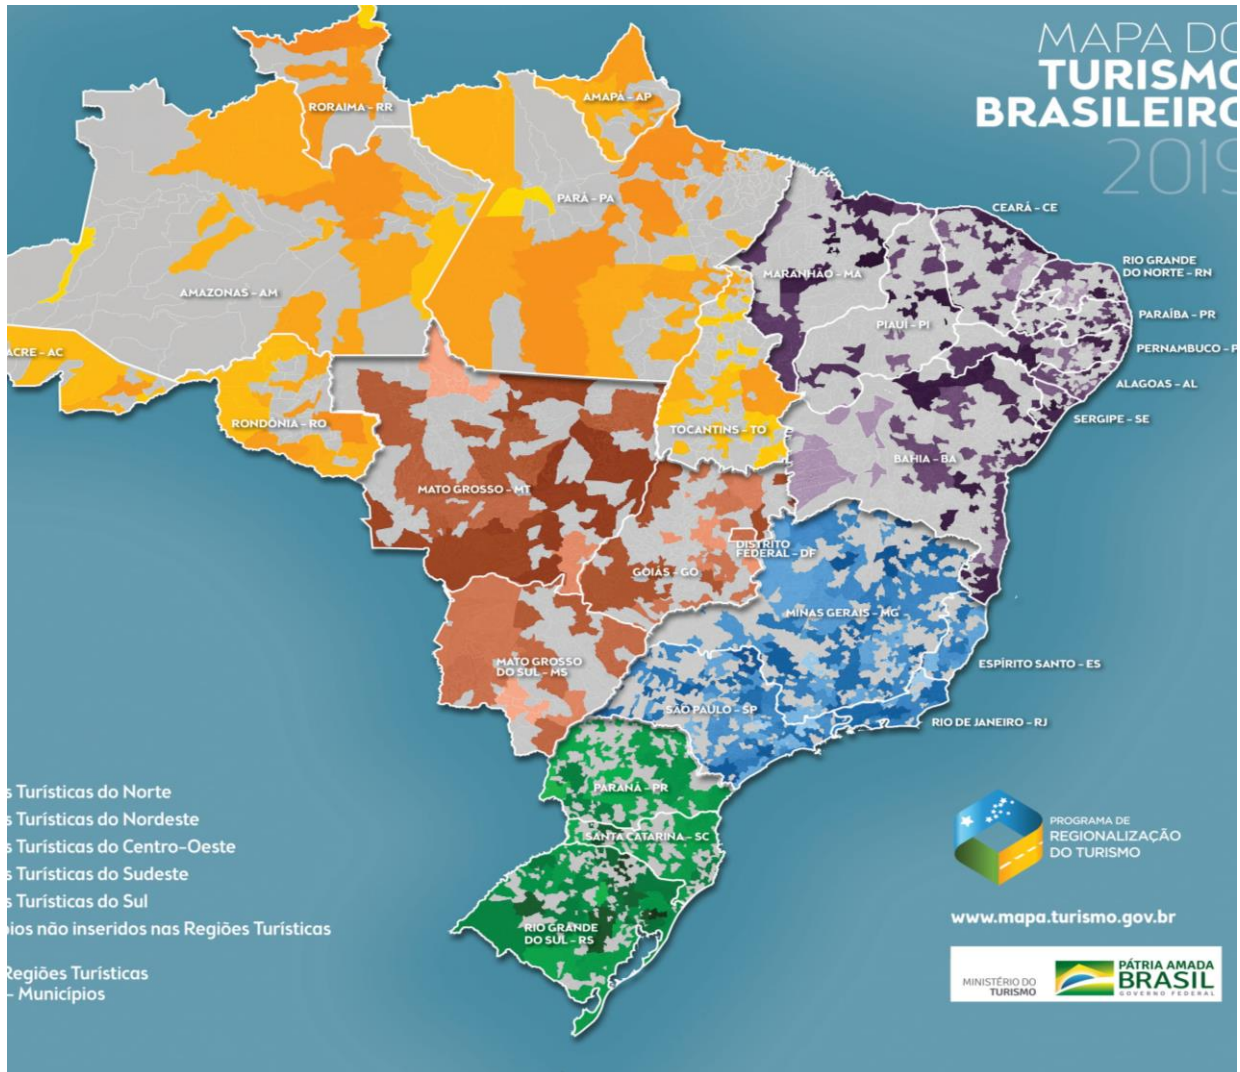 MAPA DO
TURISMO
BRASILEIRO
2019
RORAIMA - RR
AMAPÁ - AP
PARÁ - PA
CEARÁ - CE
RIO GRANDE
DO NORTE - RN
MARANHÃO - MA
AMAZONAS - AM
PARAÍBA - PR
PIAUÍ - PI
PERNAMBUCO - P
ACRE - AC
ALAGOAS - AL
SERGIPE - SE
RONDÔNIA - RO
TOCANTINS - TO
BAHIA - BA
MATO GROSSO - MT
DISTRITO
FEDERAL - DF
GOIÁS - GO
MINAS GERAIS - MG
MATO GROSSO
DO SUL - MS
ESPÍRITO SANTO - ES
SÃO PAULO - SP
RIO DE JANEIRO - RJ
PARANÁ - PR
SANTA CATARINA - SC
RIO GRANDE
DO SUL - RS
s Turísticas do Norte
s Turísticas do Nordeste
s Turísticas do Centro-Oeste
s Turísticas do Sudeste
s Turísticas do Sul
pios não inseridos nas Regiões Turísticas
Regiões Turísticas
- Municípios
PROGRAMA DE
REGIONALIZAÇÃO
DO TURISMO
www.mapa.turismo.gov.br
MINISTÉRIO DO
TURISMO
PÁTRIA AMADA
BRASIL
GOVERNO FEDERAL